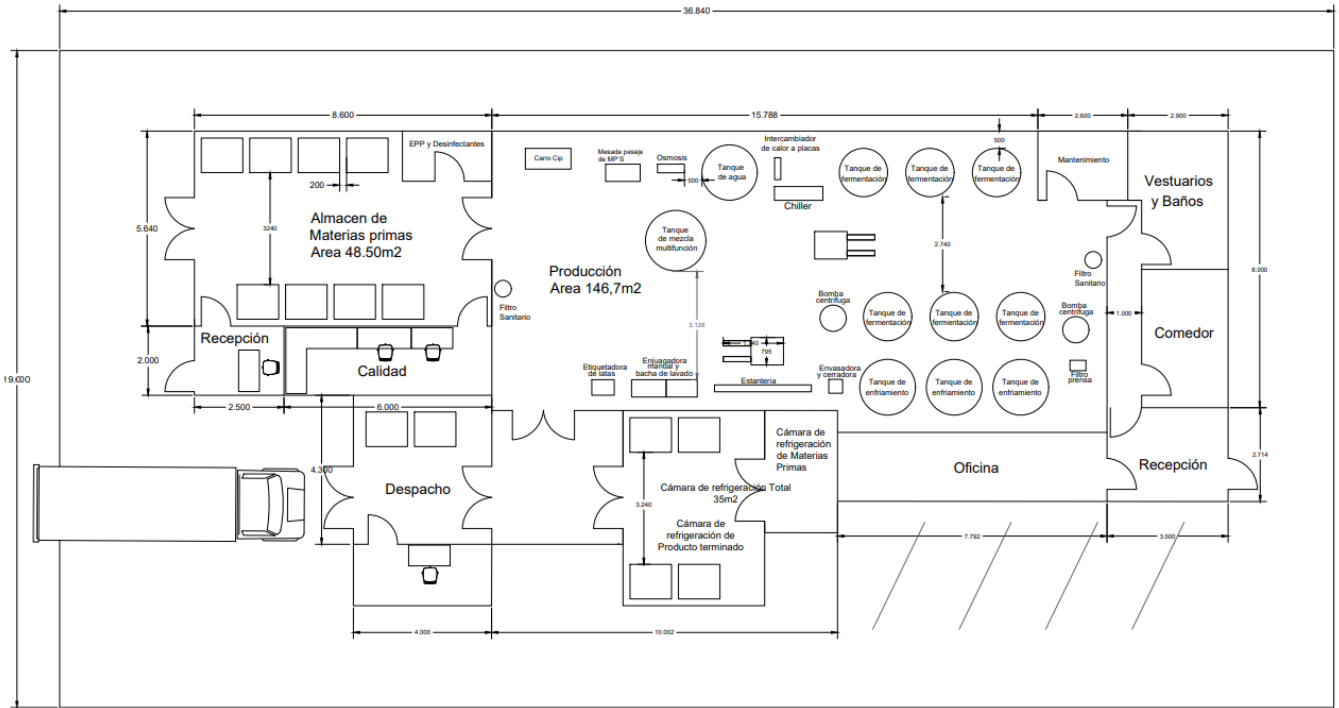 36.840
8.600
15.788
2.600
2.900
EPP y Desinfectantes
Carro Cip
Mesada pesaje
de MP'S
Osmosis
500
Tanque
de agua
Intercambiador
de calor a placas
Chiller
Tanque de
fermentación
Tanque de
fermentación
Tanque de
fermentación
500
Mantenimiento
Vestuarios
y Baños
200
5.640
3240
Almacen de
Materias primas
Area 48.50m2
Tanque
de mezcla
multifunción
2.740
8.000
Producción
Area 146,7m2
Filtro
Sanitario
Filtro
Sanitario
Bomba
centrifuga
Tanque de
fermentación
Tanque de
fermentación
Tanque de
fermentación
Bomba
centrifuga
1.000
Comedor
3.128
Recepción
2.000
Calidad
795
19.000
Etiquetadora
de latas
Enjuagadora
manual y
bacha de lavado
Estantería
Envasadora
y cerradora
Tanque de
enfriamiento
Tanque de
enfriamiento
Tanque de
enfriamiento
Filtro
prensa
2.500
6.000
4.300
Despacho
Cámara de
refrigeración
de Materias
Primas
Oficina
Recepción
2.714
Cámara de refrigeración Total
35m2
3.240
Cámara de
refrigeración de
Producto terminado
7.792
3.500
4.000
10.002